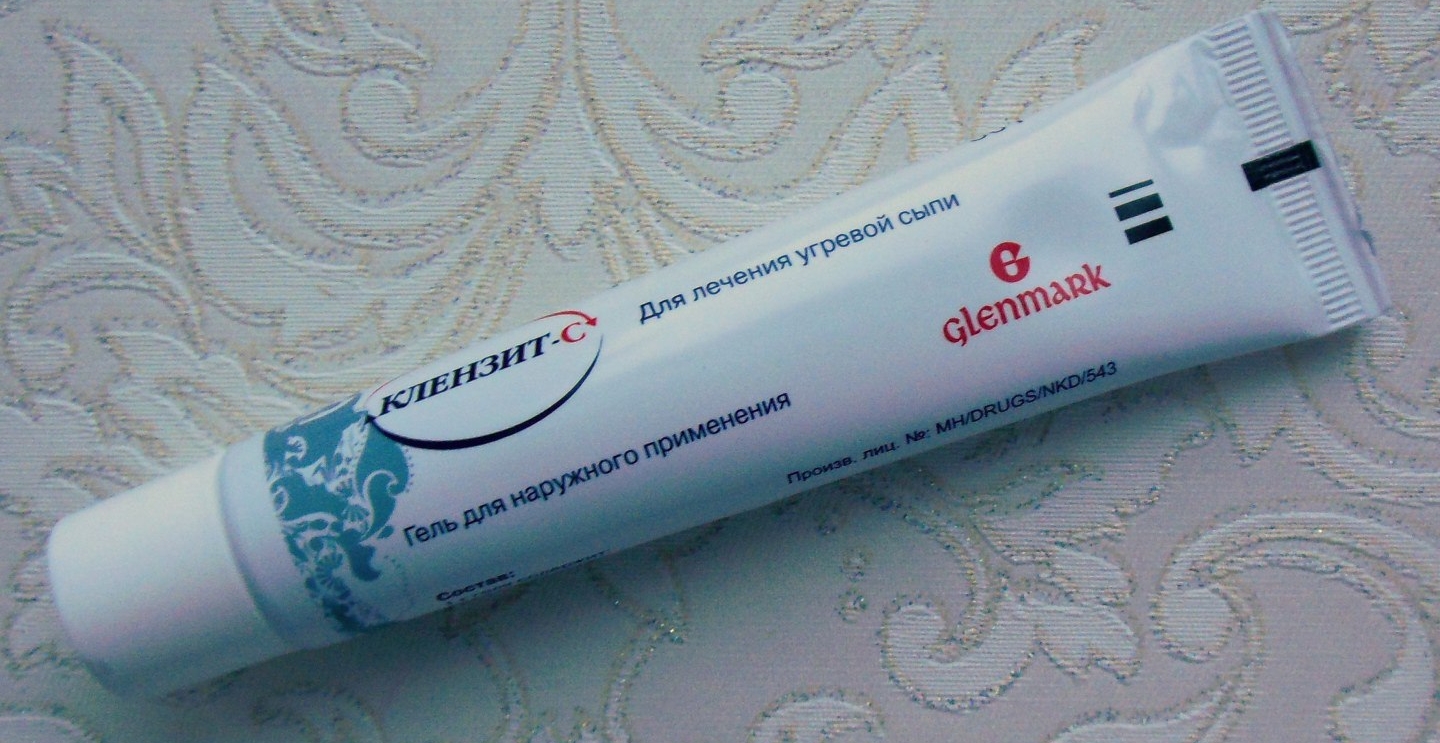 КЛЕНЗИТ-С
Для лечения угревой сыпи
Гель для наружного применения
Glenmark
Произв. лиц. №: MH/DRUGS/NKD/543
Состав: